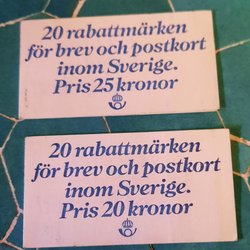 20 rabattmärken
för brev och postkort
inom Sverige.
Pris 25 kronor
20 rabattmärken
för brev och postkort
inom Sverige.
Pris 20 kronor